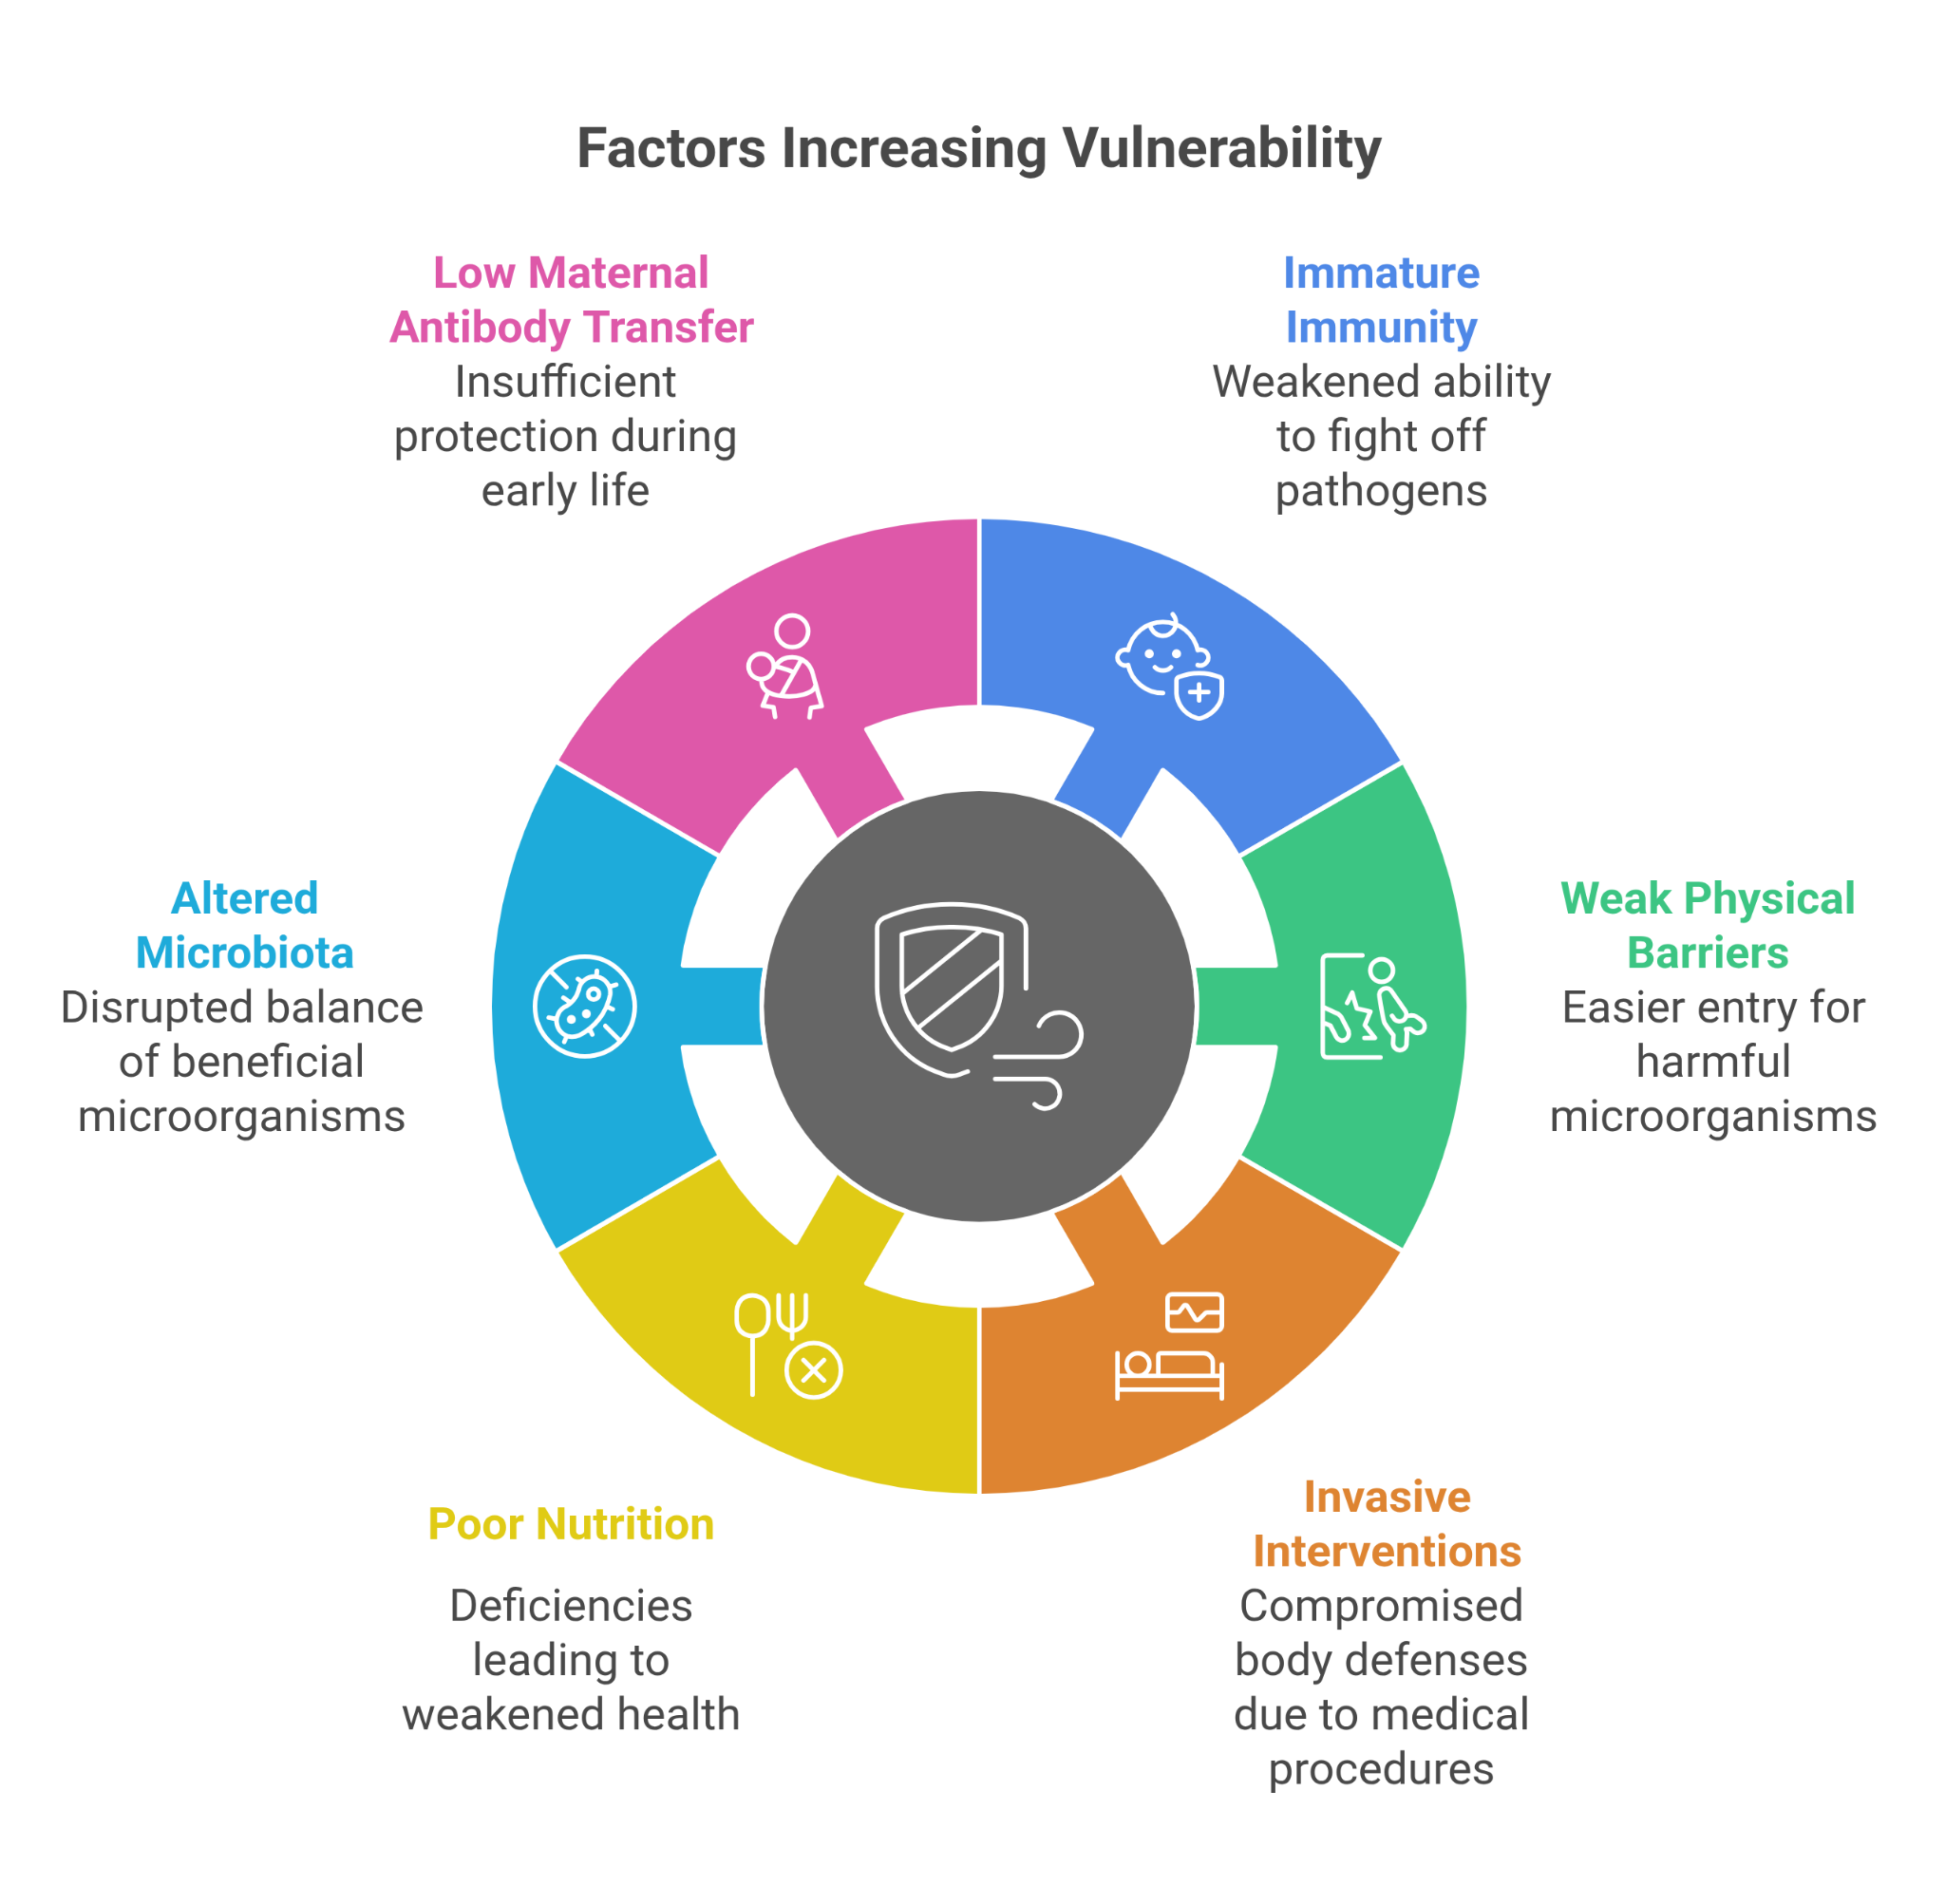 Factors Increasing Vulnerability
Low Maternal
Antibody Transfer
Insufficient
protection during
early life
Immature
Immunity
Weakened ability
to fight off
pathogens
Altered
Microbiota
Disrupted balance
of beneficial
microorganisms
Weak Physical
Barriers
Easier entry for
harmful
microorganisms
Poor Nutrition
Deficiencies
leading to
weakened health
Invasive
Interventions
Compromised
body defenses
due to medical
procedures